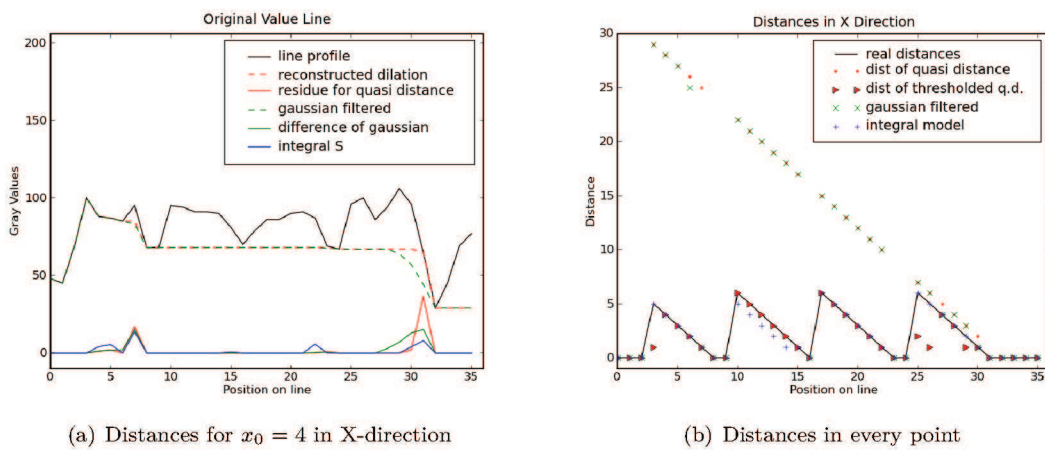 Original Value Line
200
150
100
50
0
Gray Values
line profile
reconstructed dilation
residue for quasi distance
gaussian filtered
difference of gaussian
integral S
0 5 10 15 20 25 30 35
Position on line
(a) Distances for x₀ = 4 in X-direction
Distances in X Direction
30
25
20
15
10
5
0
Distance
real distances
dist of quasi distance
dist of thresholded q.d.
gaussian filtered
integral model
0 5 10 15 20 25 30 35
Position on line
(b) Distances in every point